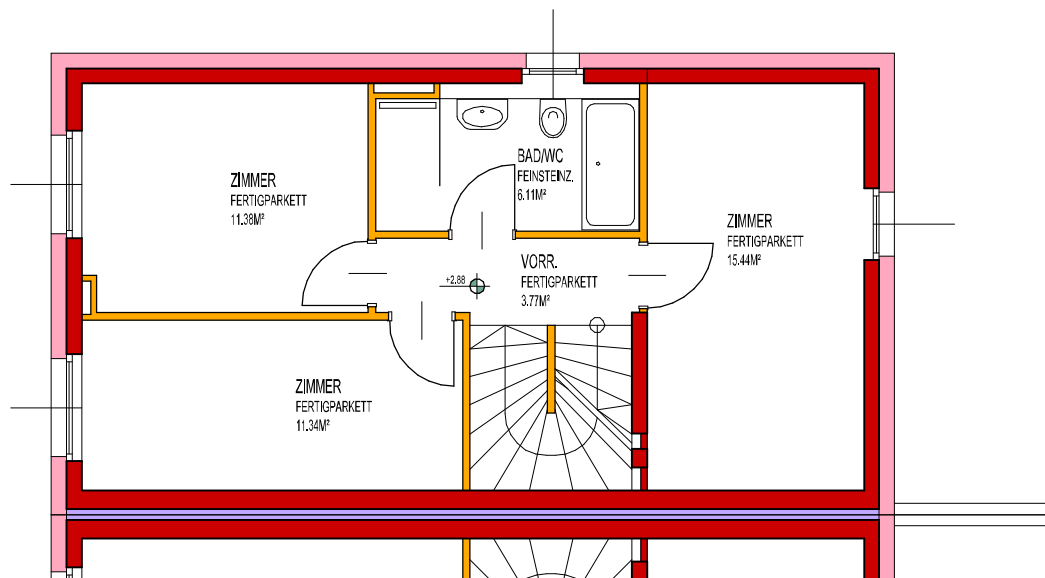 ZIMMER
FERTIGPARKETT
11.38M²
BAD/WC
FEINSTEINZ.
6.11M²
ZIMMER
FERTIGPARKETT
15.44M²
VORR.
FERTIGPARKETT
3.77M²
+2.88
ZIMMER
FERTIGPARKETT
11.34M²